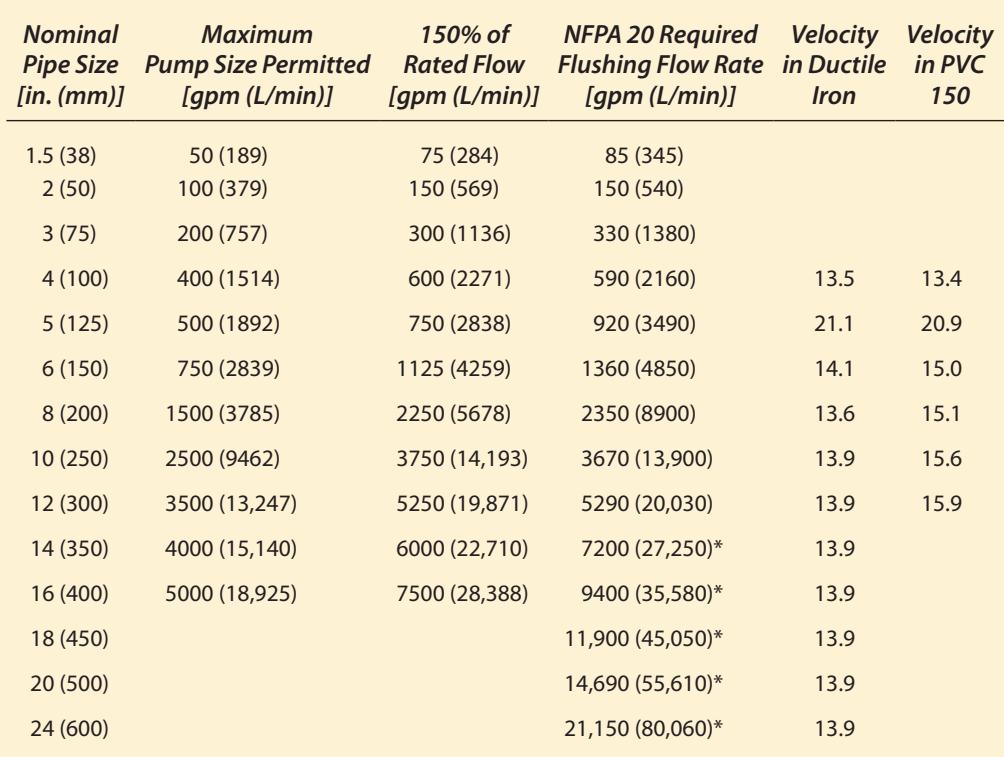 Nominal Maximum 150% of NFPA 20 Required Velocity Velocity
Pipe Size Pump Size Permitted Rated Flow Flushing Flow Rate in Ductile in PVC
[in. (mm)] [gpm (L/min)] [gpm (L/min)] [gpm (L/min)] Iron 150
1.5 (38) 50 (189) 75 (284) 85 (345)
2 (50) 100 (379) 150 (569) 150 (540)
3 (75) 200 (757) 300 (1136) 330 (1380)
4 (100) 400 (1514) 600 (2271) 590 (2160) 13.5 13.4
5 (125) 500 (1892) 750 (2838) 920 (3490) 21.1 20.9
6 (150) 750 (2839) 1125 (4259) 1360 (4850) 14.1 15.0
8 (200) 1500 (3785) 2250 (5678) 2350 (8900) 13.6 15.1
10 (250) 2500 (9462) 3750 (14,193) 3670 (13,900) 13.9 15.6
12 (300) 3500 (13,247) 5250 (19,871) 5290 (20,030) 13.9 15.9
14 (350) 4000 (15,140) 6000 (22,710) 7200 (27,250)* 13.9
16 (400) 5000 (18,925) 7500 (28,388) 9400 (35,580)* 13.9
18 (450) 11,900 (45,050)* 13.9
20 (500) 14,690 (55,610)* 13.9
24 (600) 21,150 (80,060)* 13.9